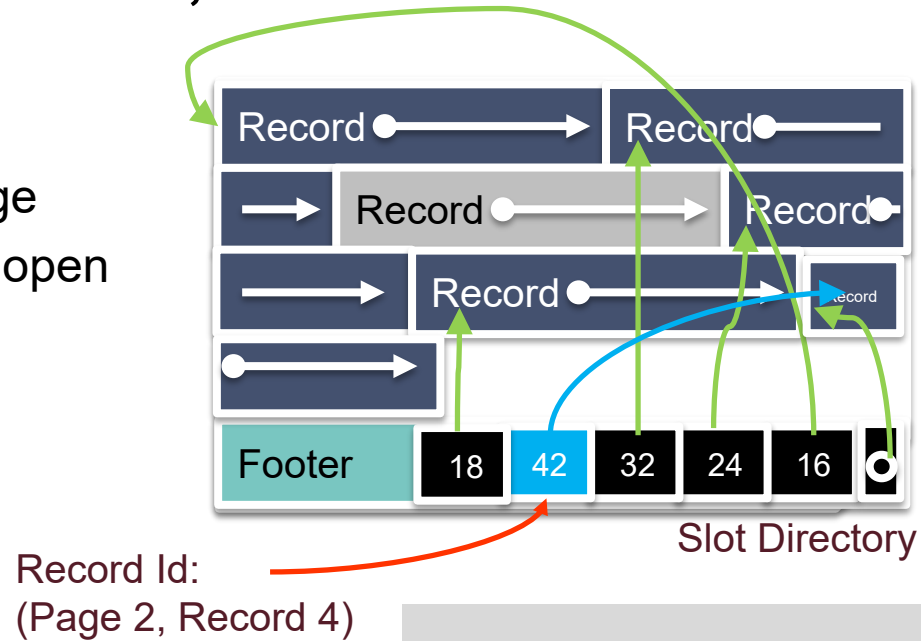 ge
open
Record Record
Record Record
Record Record
Footer 18 42 32 24 16
Slot Directory
Record Id:
(Page 2, Record 4)